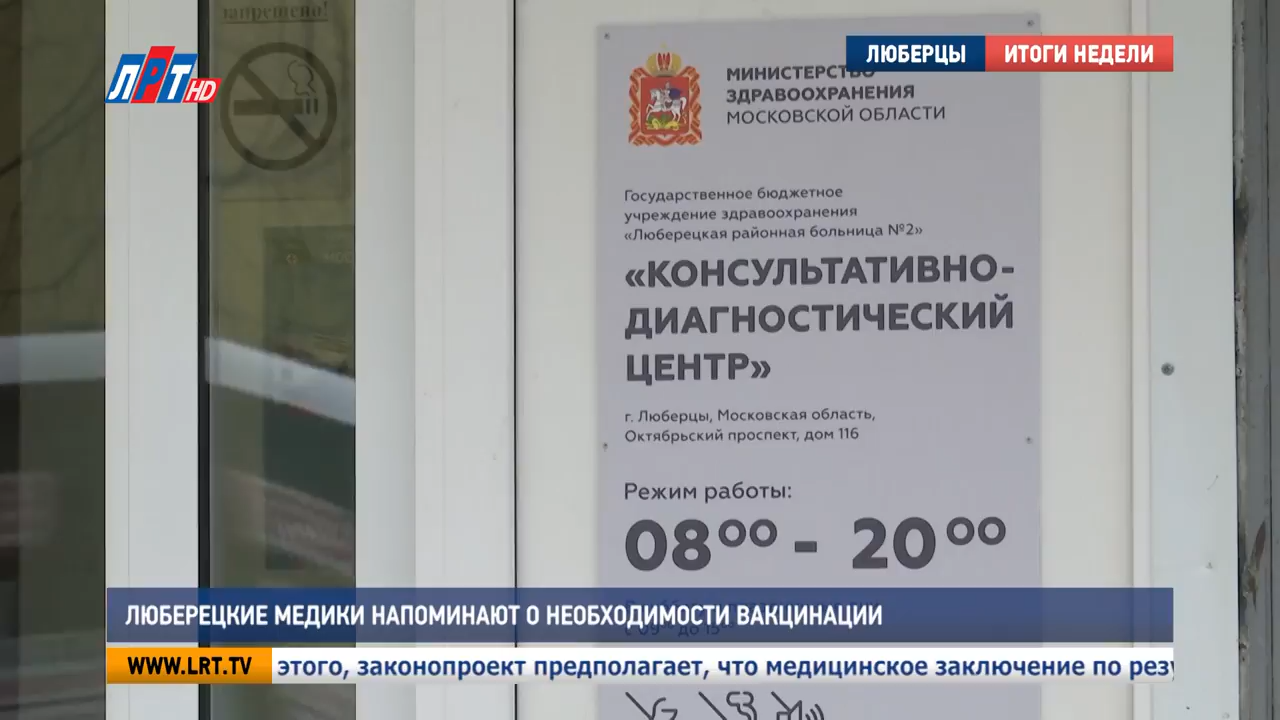 запрещено!
ЛРТ HD
ЛЮБЕРЦЫ
ИТОГИ НЕДЕЛИ
МИНИСТЕРСТВО
ЗДРАВООХРАНЕНИЯ
МОСКОВСКОЙ ОБЛАСТИ
Государственное бюджетное
учреждение здравоохранения
«Люберецкая районная больница №2»
«КОНСУЛЬТАТИВНО-
ДИАГНОСТИЧЕСКИЙ
ЦЕНТР»
г. Люберцы, Московская область,
Октябрьский проспект, дом 116
Режим работы:
08⁰⁰ - 20⁰⁰
ЛЮБЕРЕЦКИЕ МЕДИКИ НАПОМИНАЮТ О НЕОБХОДИМОСТИ ВАКЦИНАЦИИ
WWW.LRT.TV
этого, законопроект предполагает, что медицинское заключение по резу